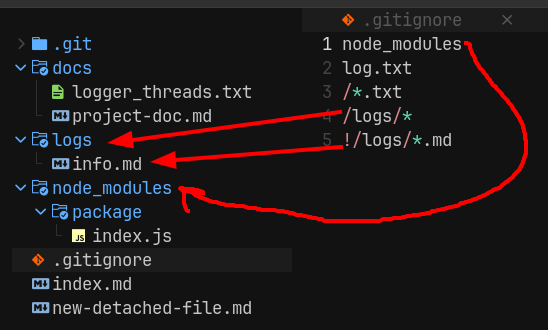 .git
docs
logger_threads.txt
project-doc.md
logs
info.md
node_modules
package
JS index.js
.gitignore
index.md
new-detached-file.md
.gitignore
1 node_modules
2 log.txt
3 /*.txt
4 /logs/*
5 !/logs/*.md